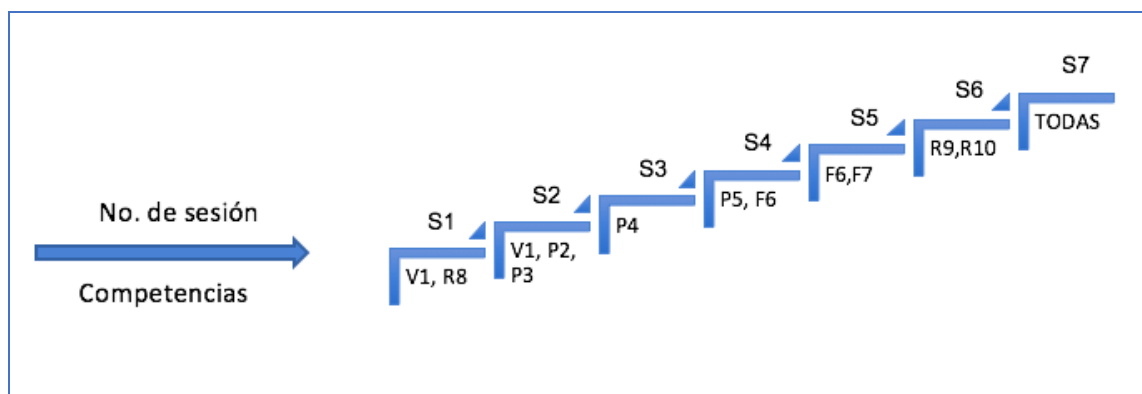 No. de sesión
Competencias
S1
V1, R8
S2
V1, P2,
P3
S3
P4
S4
P5, F6
S5
F6,F7
S6
R9,R10
S7
TODAS